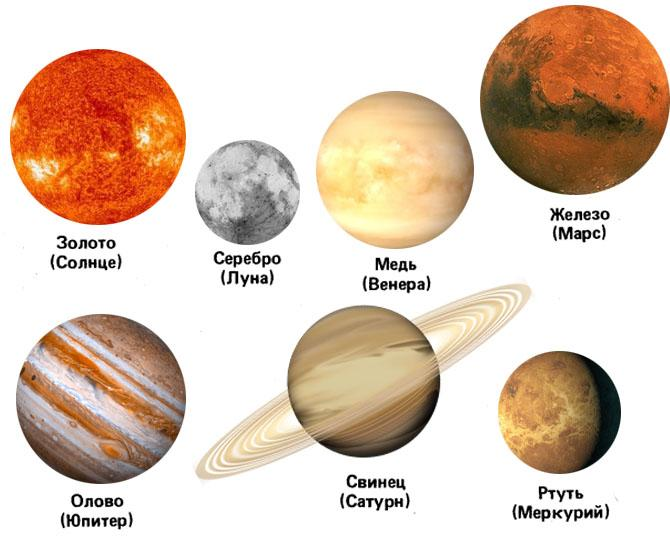 Золото
(Солнце)
Серебро
(Луна)
Медь
(Венера)
Железо
(Марс)
Олово
(Юпитер)
Свинец
(Сатурн)
Ртуть
(Меркурий)